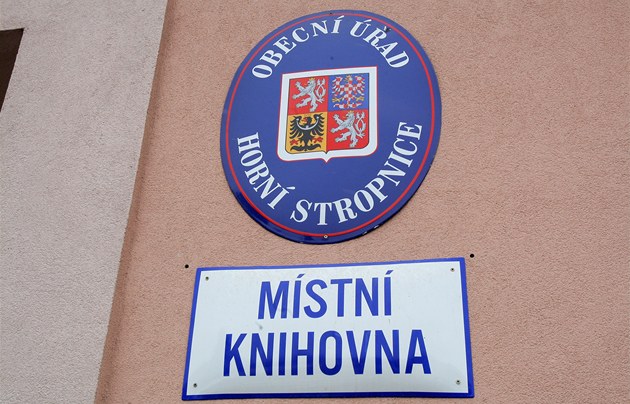 OBECNÍ ÚŘAD
HORNÍ STROPNICE
MÍSTNÍ
KNIHOVNA